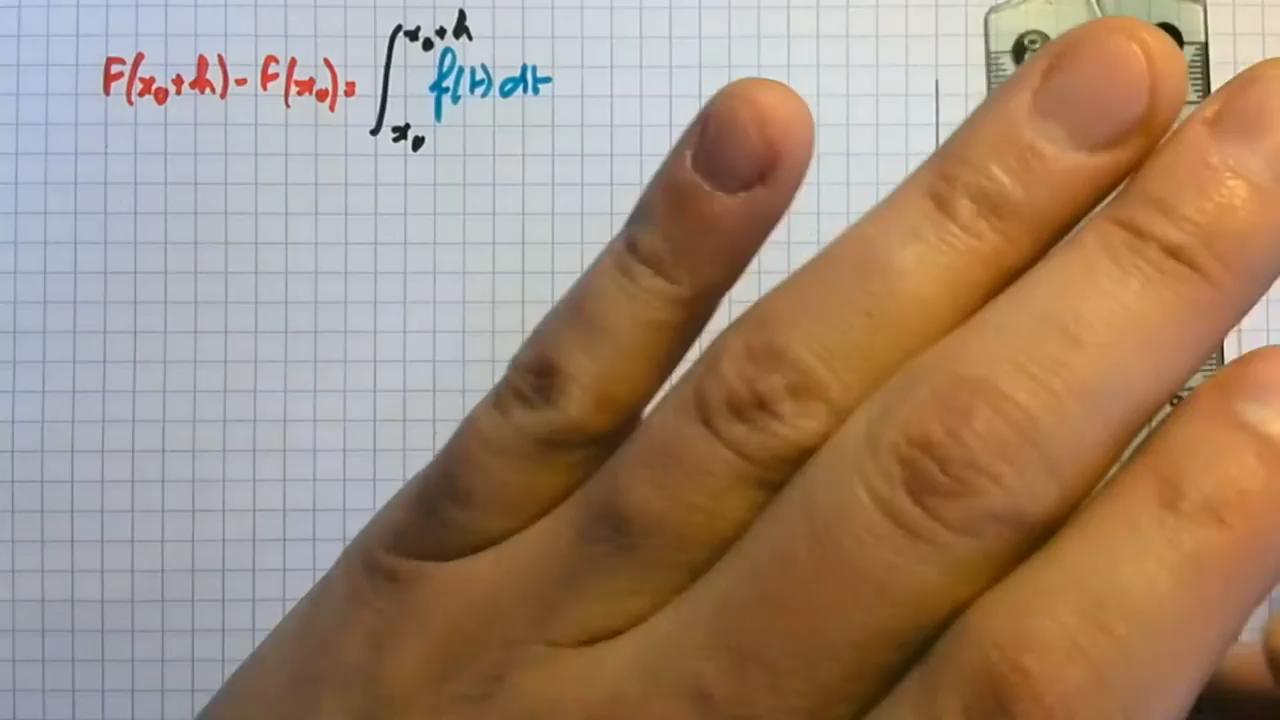 F(x₀+h) - F(x₀) = ∫_{x₀}^{x₀+h} f(t) dt